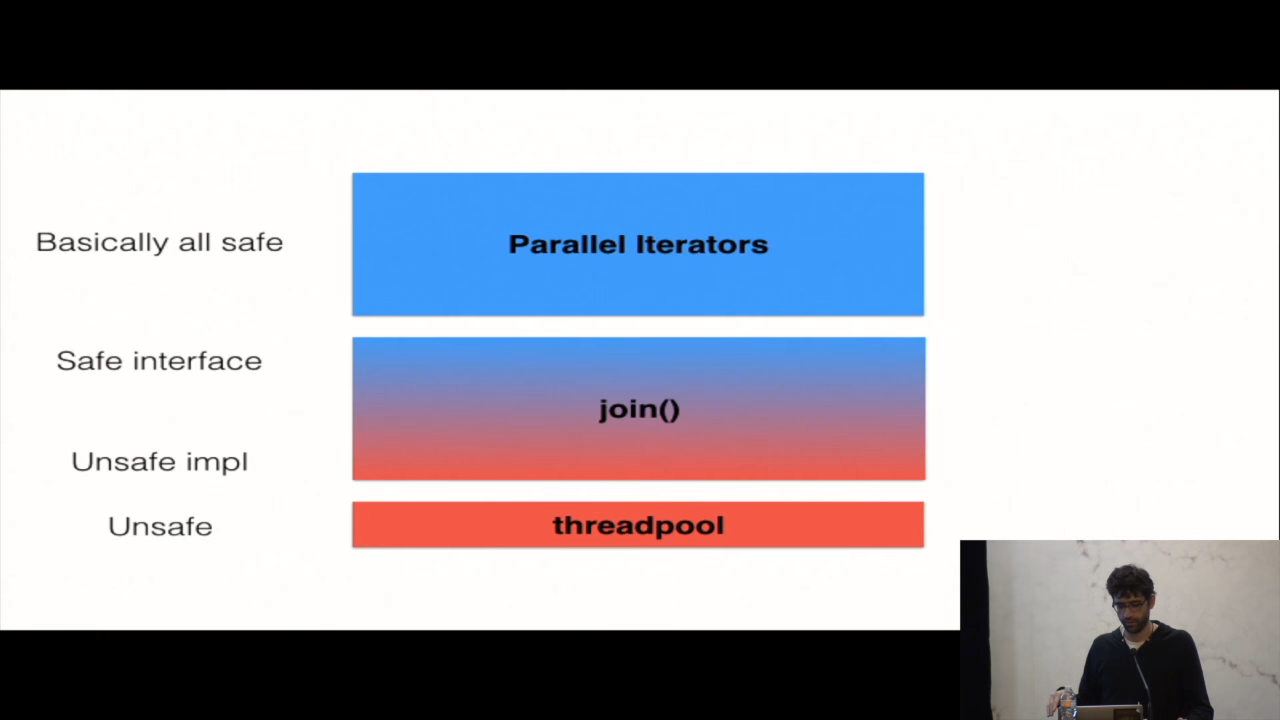 Basically all safe
Parallel Iterators
Safe interface
join()
Unsafe impl
Unsafe
threadpool